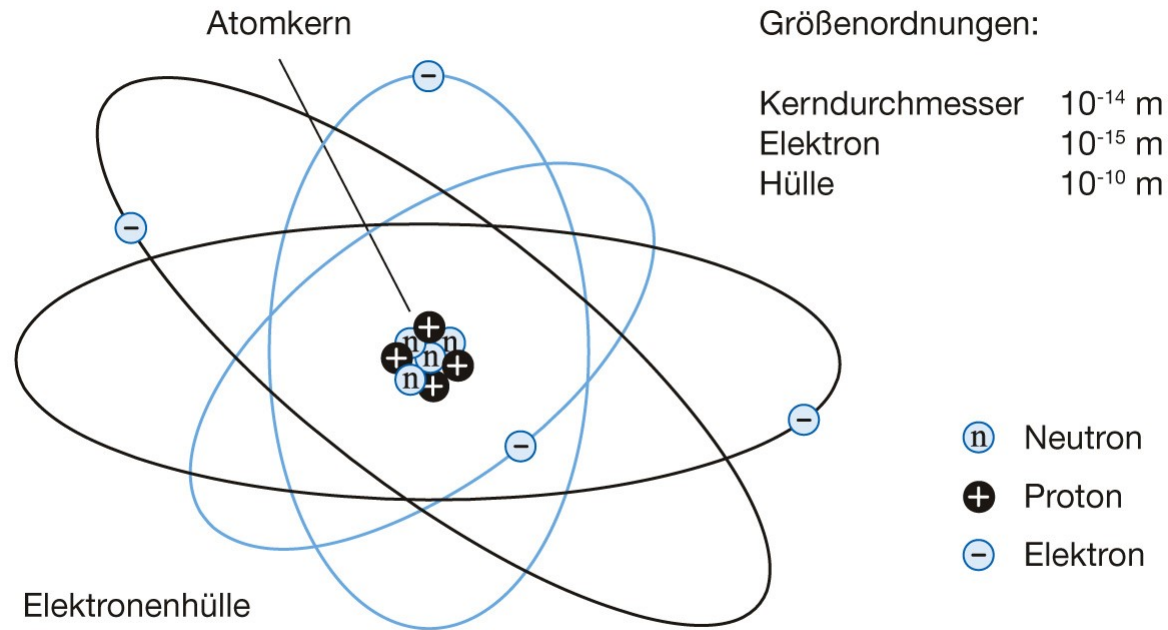 Atomkern
Größenordnungen:
Kerndurchmesser 10⁻¹⁴ m
Elektron 10⁻¹⁵ m
Hülle 10⁻¹⁰ m
−
−
+
n n
+ n +
n +
−
−
n Neutron
+ Proton
− Elektron
Elektronenhülle